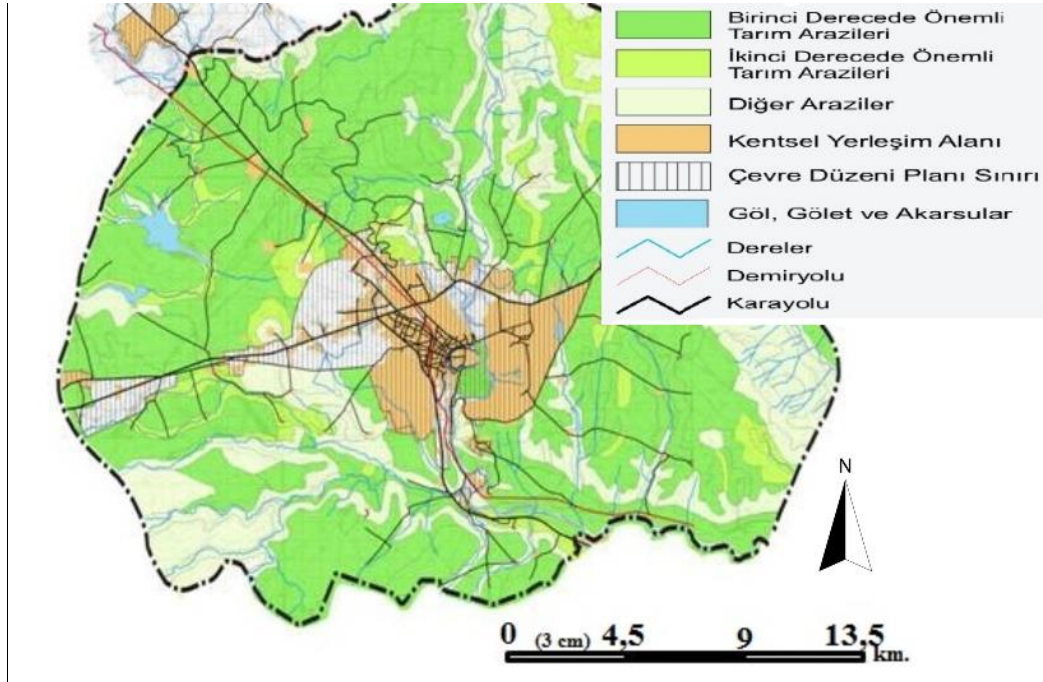 Birinci Derecede Önemli
Tarım Arazileri
İkinci Derecede Önemli
Tarım Arazileri
Diğer Araziler
Kentsel Yerleşim Alanı
Çevre Düzeni Planı Sınırı
Göl, Gölet ve Akarsular
Dereler
Demiryolu
Karayolu
N
0 (3 cm) 4,5 9 13,5
km.